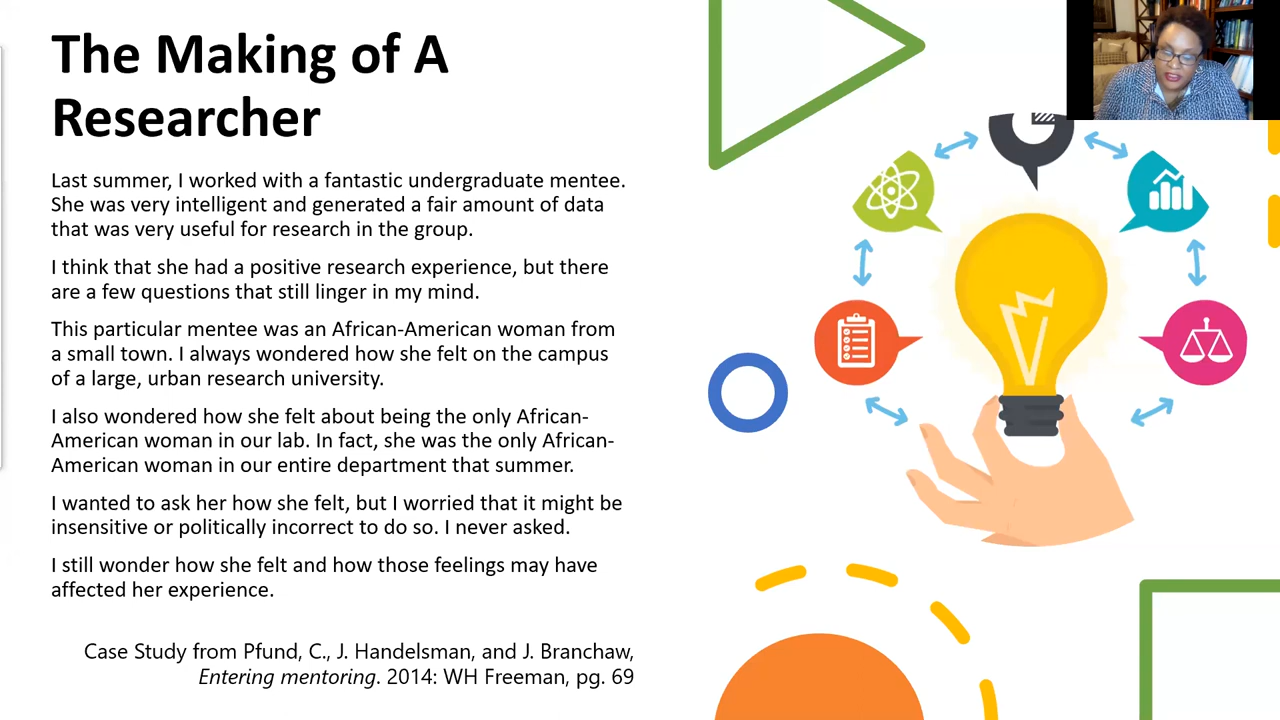 The Making of A
Researcher
Last summer, I worked with a fantastic undergraduate mentee.
She was very intelligent and generated a fair amount of data
that was very useful for research in the group.
I think that she had a positive research experience, but there
are a few questions that still linger in my mind.
This particular mentee was an African-American woman from
a small town. I always wondered how she felt on the campus
of a large, urban research university.
I also wondered how she felt about being the only African-
American woman in our lab. In fact, she was the only African-
American woman in our entire department that summer.
I wanted to ask her how she felt, but I worried that it might be
insensitive or politically incorrect to do so. I never asked.
I still wonder how she felt and how those feelings may have
affected her experience.
Case Study from Pfund, C., J. Handelsman, and J. Branchaw,
Entering mentoring. 2014: WH Freeman, pg. 69